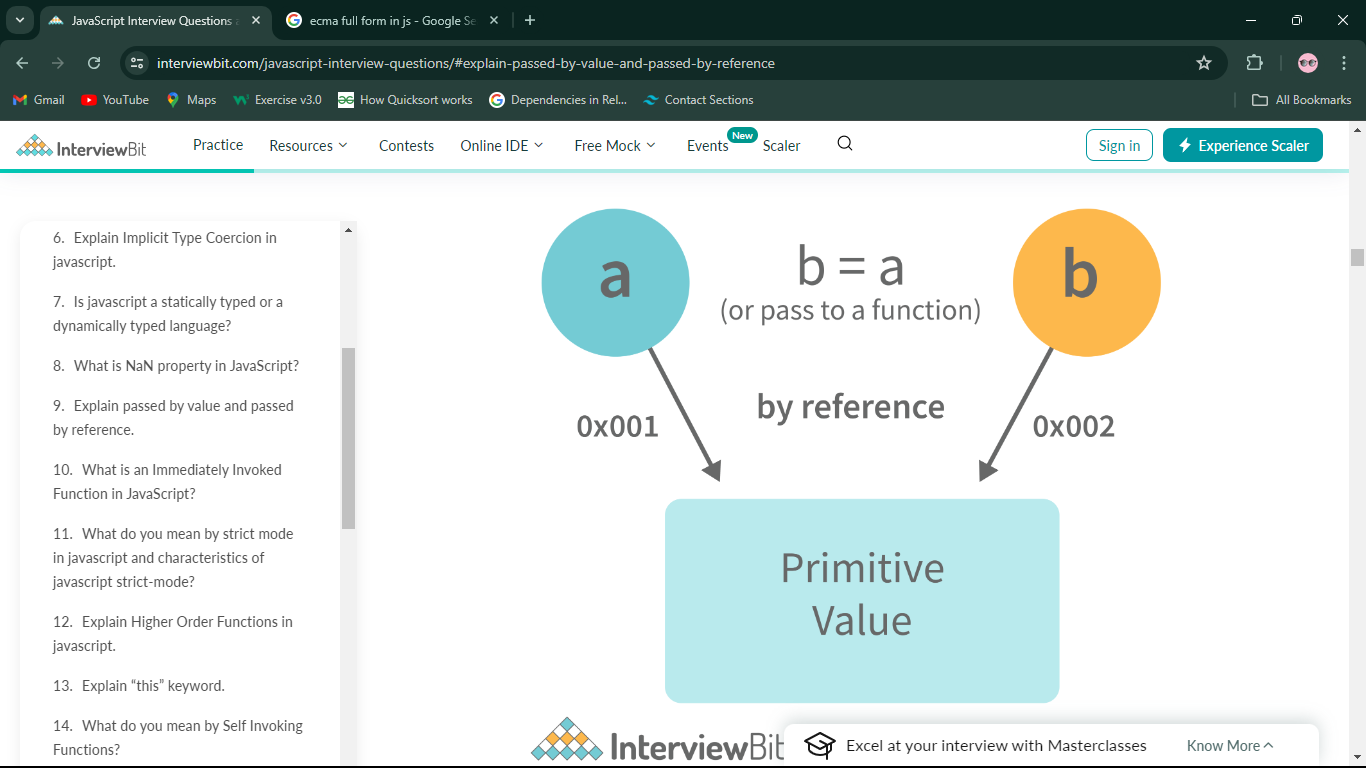 JavaScript Interview Questions
ecma full form in js - Google Se
interviewbit.com/javascript-interview-questions/#explain-passed-by-value-and-passed-by-reference
Gmail YouTube Maps Exercise v3.0 How Quicksort works Dependencies in Rel... Contact Sections All Bookmarks
InterviewBit Practice Resources Contests Online IDE Free Mock Events New Scaler Sign in Experience Scaler
6. Explain Implicit Type Coercion in
javascript.
7. Is javascript a statically typed or a
dynamically typed language?
8. What is NaN property in JavaScript?
9. Explain passed by value and passed
by reference.
10. What is an Immediately Invoked
Function in JavaScript?
11. What do you mean by strict mode
in javascript and characteristics of
javascript strict-mode?
12. Explain Higher Order Functions in
javascript.
13. Explain “this” keyword.
14. What do you mean by Self Invoking
Functions?
a b = a b
(or pass to a function)
by reference
0x001 0x002
Primitive
Value
InterviewBit
Excel at your interview with Masterclasses Know More